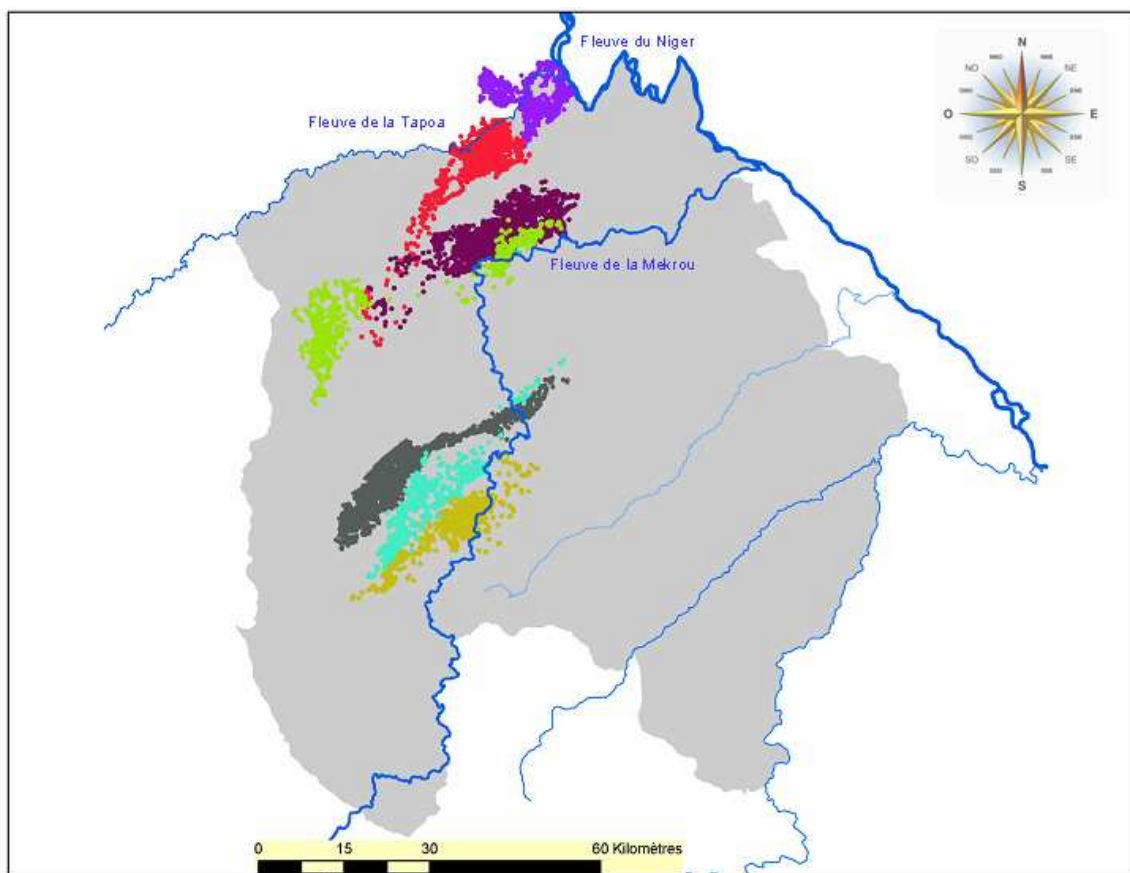 Fleuve du Niger
Fleuve de la Tapoa
Fleuve de la Mekrou
N
NO
NE
O
E
SO
SE
S
0 15 30 60 Kilomètres